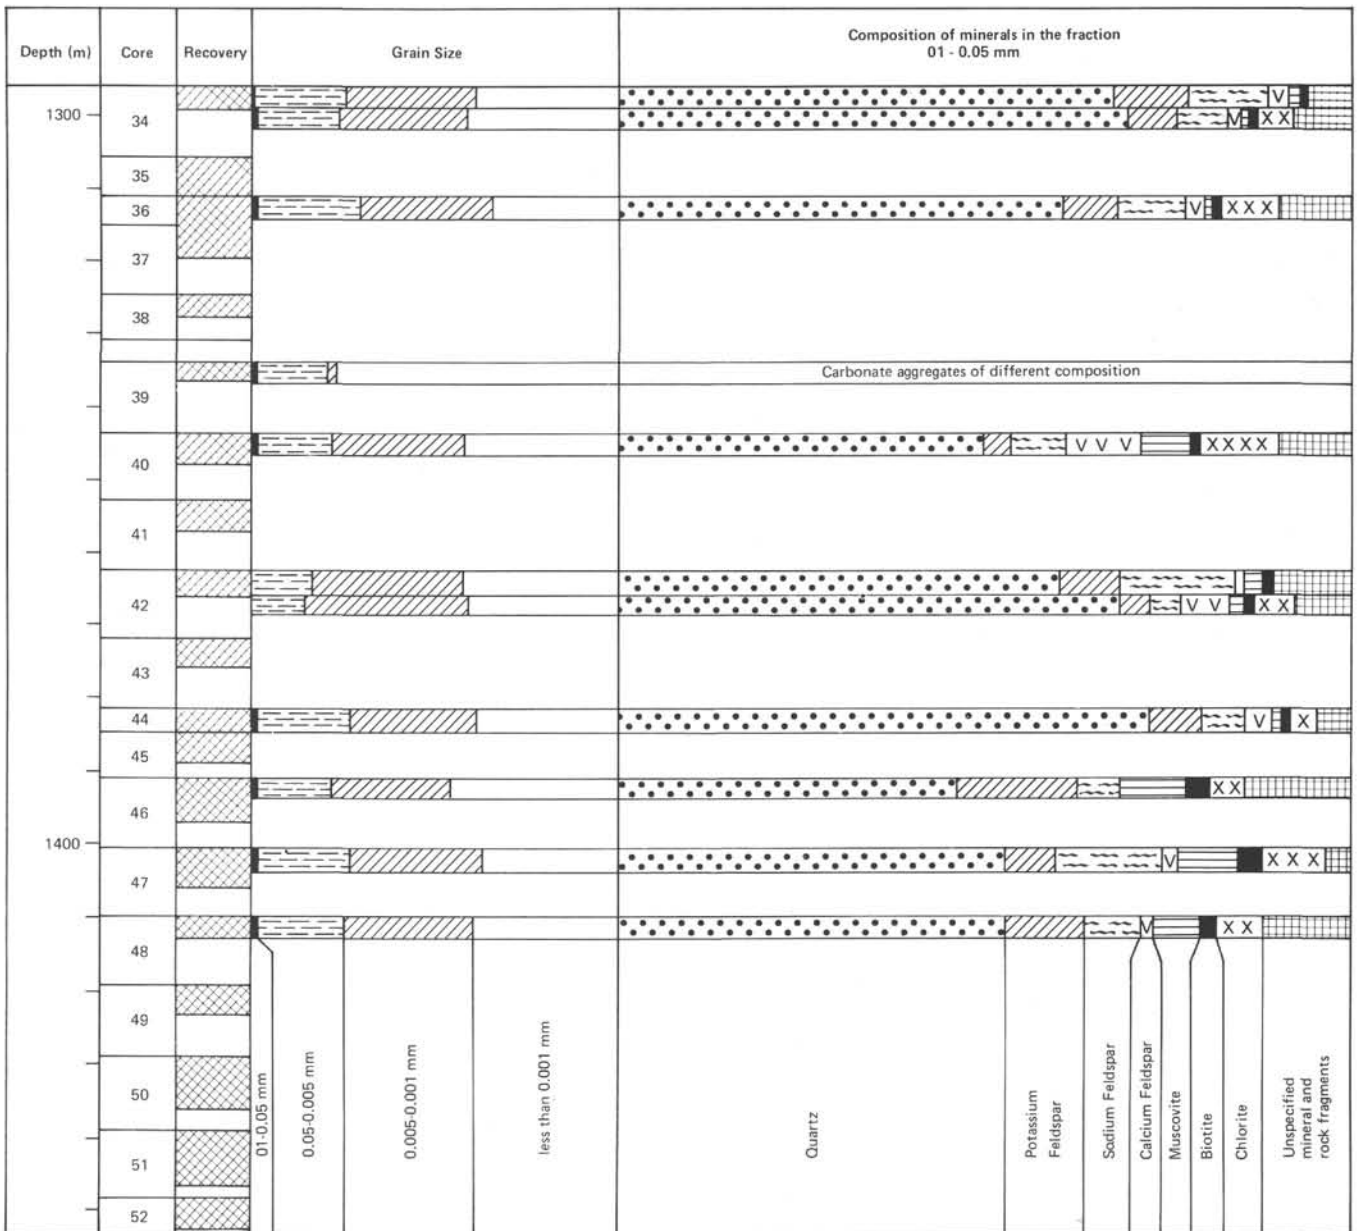 Depth (m)
Core
Recovery
Grain Size
Composition of minerals in the fraction
01 - 0.05 mm
1300
34
V
V
X X
35
36
V
X X X
37
38
39
Carbonate aggregates of different composition
40
V V V
X X X X
41
42
V V
X X
43
44
V
X
45
46
X X
1400
47
V
X X X
48
V
X X
49
50
51
52
01-0.05 mm
0.05-0.005 mm
0.005-0.001 mm
less than 0.001 mm
Quartz
Potassium
Feldspar
Sodium Feldspar
Calcium Feldspar
Muscovite
Biotite
Chlorite
Unspecified
mineral and
rock fragments